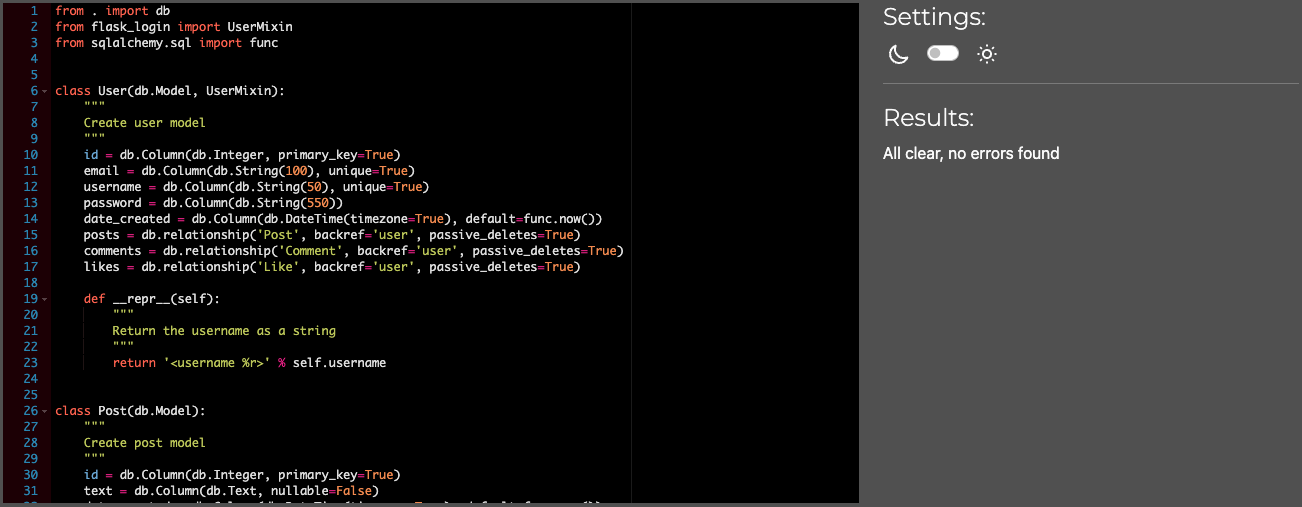 1 from . import db
2 from flask_login import UserMixin
3 from sqlalchemy.sql import func
4
5
6 class User(db.Model, UserMixin):
7     """
8     Create user model
9     """
10     id = db.Column(db.Integer, primary_key=True)
11     email = db.Column(db.String(100), unique=True)
12     username = db.Column(db.String(50), unique=True)
13     password = db.Column(db.String(550))
14     date_created = db.Column(db.DateTime(timezone=True), default=func.now())
15     posts = db.relationship('Post', backref='user', passive_deletes=True)
16     comments = db.relationship('Comment', backref='user', passive_deletes=True)
17     likes = db.relationship('Like', backref='user', passive_deletes=True)
18
19     def __repr__(self):
20         """
21         Return the username as a string
22         """
23         return '<username %r>' % self.username
24
25
26 class Post(db.Model):
27     """
28     Create post model
29     """
30     id = db.Column(db.Integer, primary_key=True)
31     text = db.Column(db.Text, nullable=False)
Settings:
Results:
All clear, no errors found